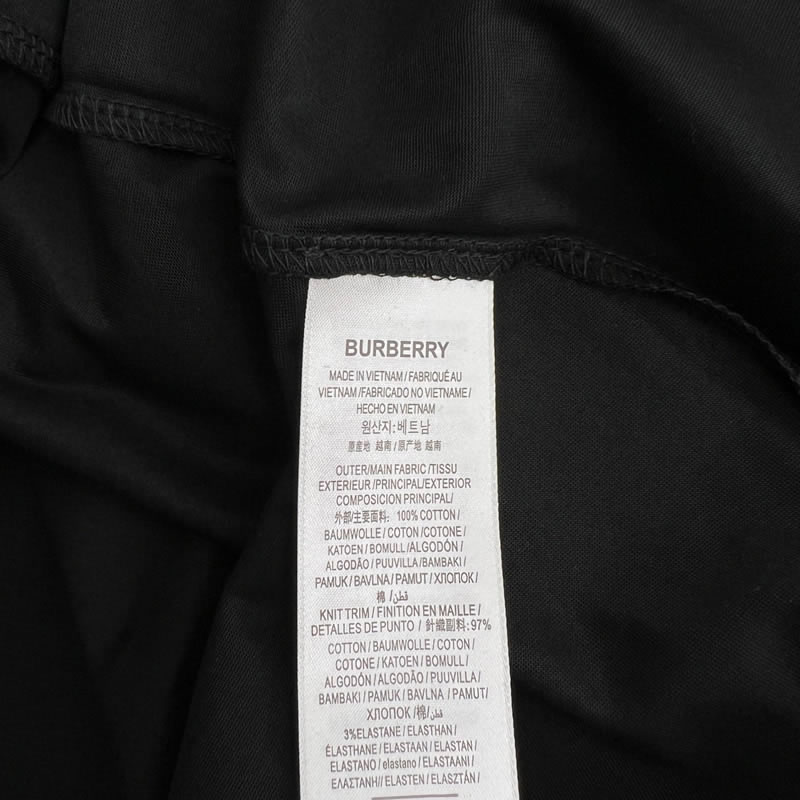 BURBERRY
MADE IN VIETNAM / FABRIQUÉ AU
VIETNAM /FABRICADO NO VIETNAME /
HECHO EN VIETNAM
원산지: 베트남
原産地 越南 / 原产地 越南
OUTER/MAIN FABRIC /TISSU
EXTERIEUR /PRINCIPAL/EXTERIOR
COMPOSICION PRINCIPAL/
外部/主要面料: 100% COTTON /
BAUMWOLLE / COTON /COTONE /
KATOEN / BOMULL /ALGODÓN /
ALGODÃO / PUUVILLA /BAMBAKI /
PAMUK / BAVLNA / PAMUT / ХЛОПОК /
棉 /قطن /
KNIT TRIM / FINITION EN MAILLE /
DETALLES DE PUNTO / 針織副料: 97%
COTTON / BAUMWOLLE / COTON /
COTONE / KATOEN / BOMULL /
ALGODÓN / ALGODÃO / PUUVILLA /
BAMBAKI / PAMUK / BAVLNA / PAMUT/
ХЛОПОК /棉/ قطن /
3%ELASTANE / ELASTHAN /
ÉLASTHANE / ELASTAAN / ELASTAN /
ELASTANO / elastano / ELASTAANI /
ΕΛΑΣΤΑΝΗ// ELASTEN / ELASZTÁN /